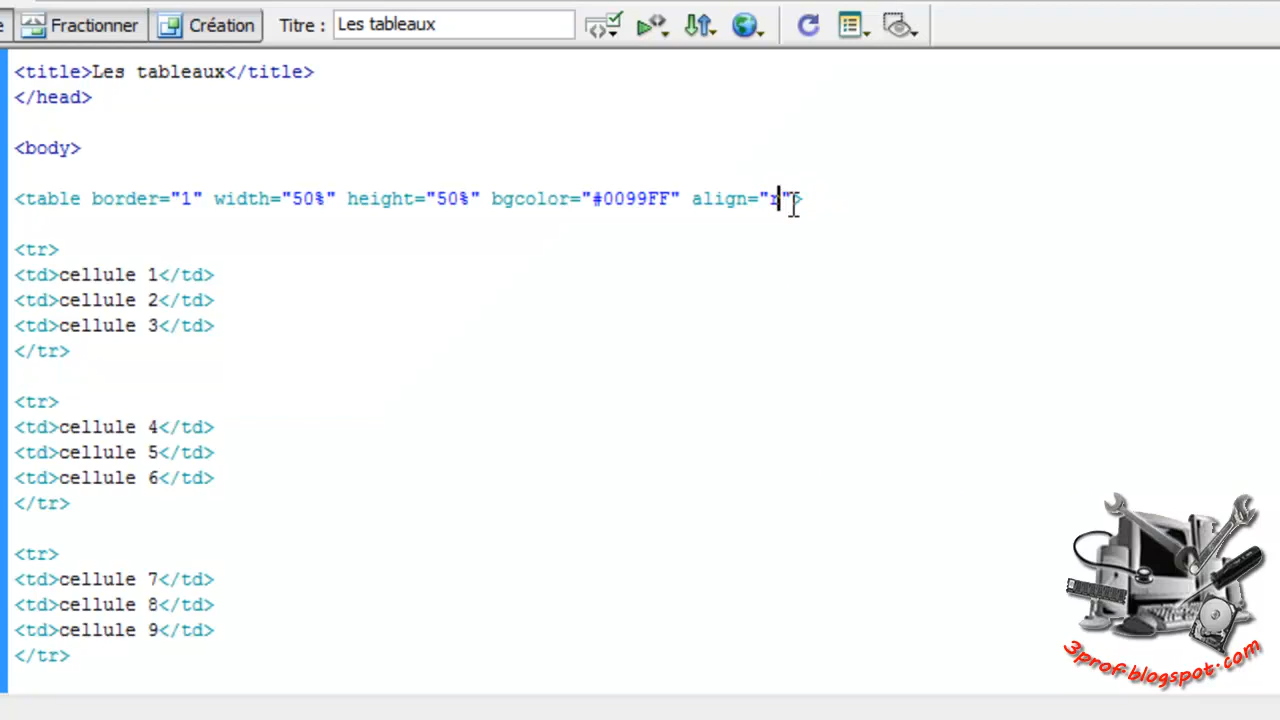 Fractionner Création Titre : Les tableaux
<title>Les tableaux</title>
</head>
<body>
<table border="1" width="50%" height="50%" bgcolor="#0099FF" align="r">
<tr>
<td>cellule 1</td>
<td>cellule 2</td>
<td>cellule 3</td>
</tr>
<tr>
<td>cellule 4</td>
<td>cellule 5</td>
<td>cellule 6</td>
</tr>
<tr>
<td>cellule 7</td>
<td>cellule 8</td>
<td>cellule 9</td>
</tr>
3prof.blogspot.com